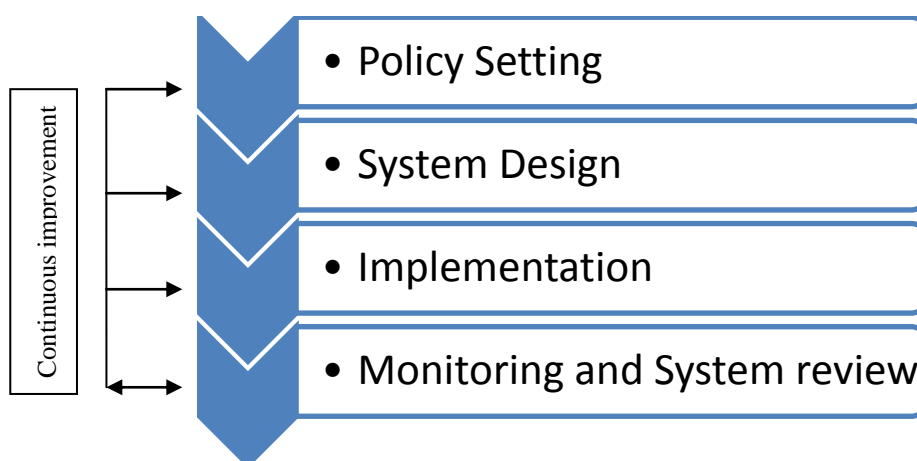 Continuous improvement
• Policy Setting
• System Design
• Implementation
• Monitoring and System review